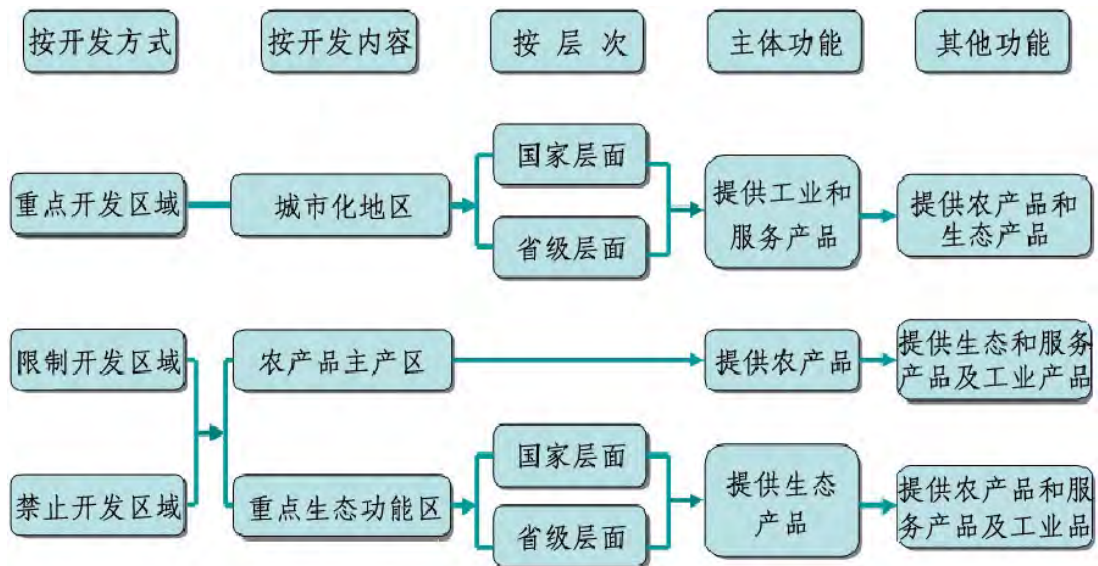 按开发方式
按开发内容
按 层 次
主体功能
其他功能
重点开发区域
城市化地区
国家层面
省级层面
提供工业和
服务产品
提供农产品和
生态产品
限制开发区域
农产品主产区
提供农产品
提供生态和服务
产品及工业产品
禁止开发区域
重点生态功能区
国家层面
省级层面
提供生态
产品
提供农产品和服
务产品及工业品